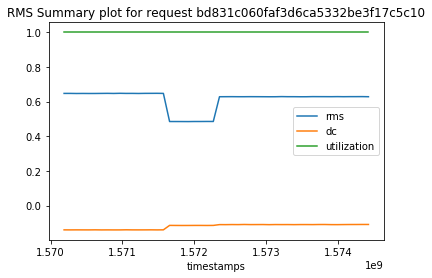 RMS Summary plot for request bd831c060faf3d6ca5332be3f17c5c10
1.0
0.8
0.6
0.4
0.2
0.0
rms
dc
utilization
1.570 1.571 1.572 1.573 1.574
1e9
timestamps